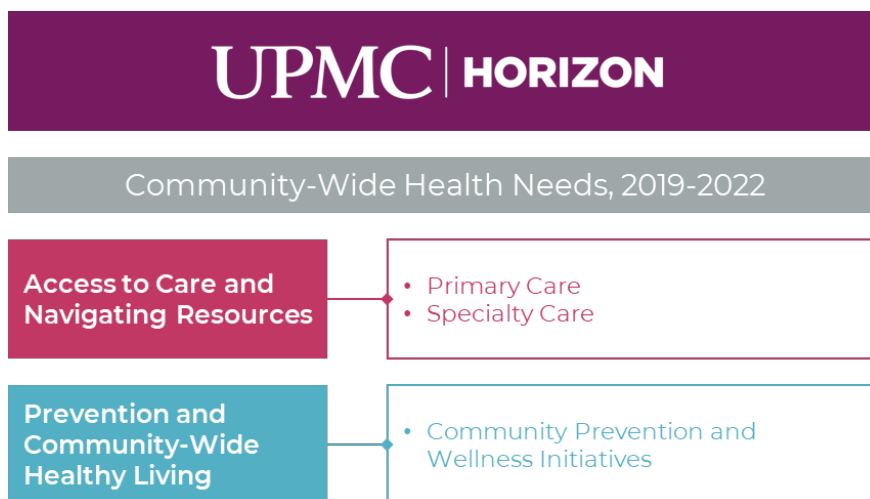 UPMC | HORIZON
Community-Wide Health Needs, 2019-2022
Access to Care and
Navigating Resources
• Primary Care
• Specialty Care
Prevention and
Community-Wide
Healthy Living
• Community Prevention and
Wellness Initiatives